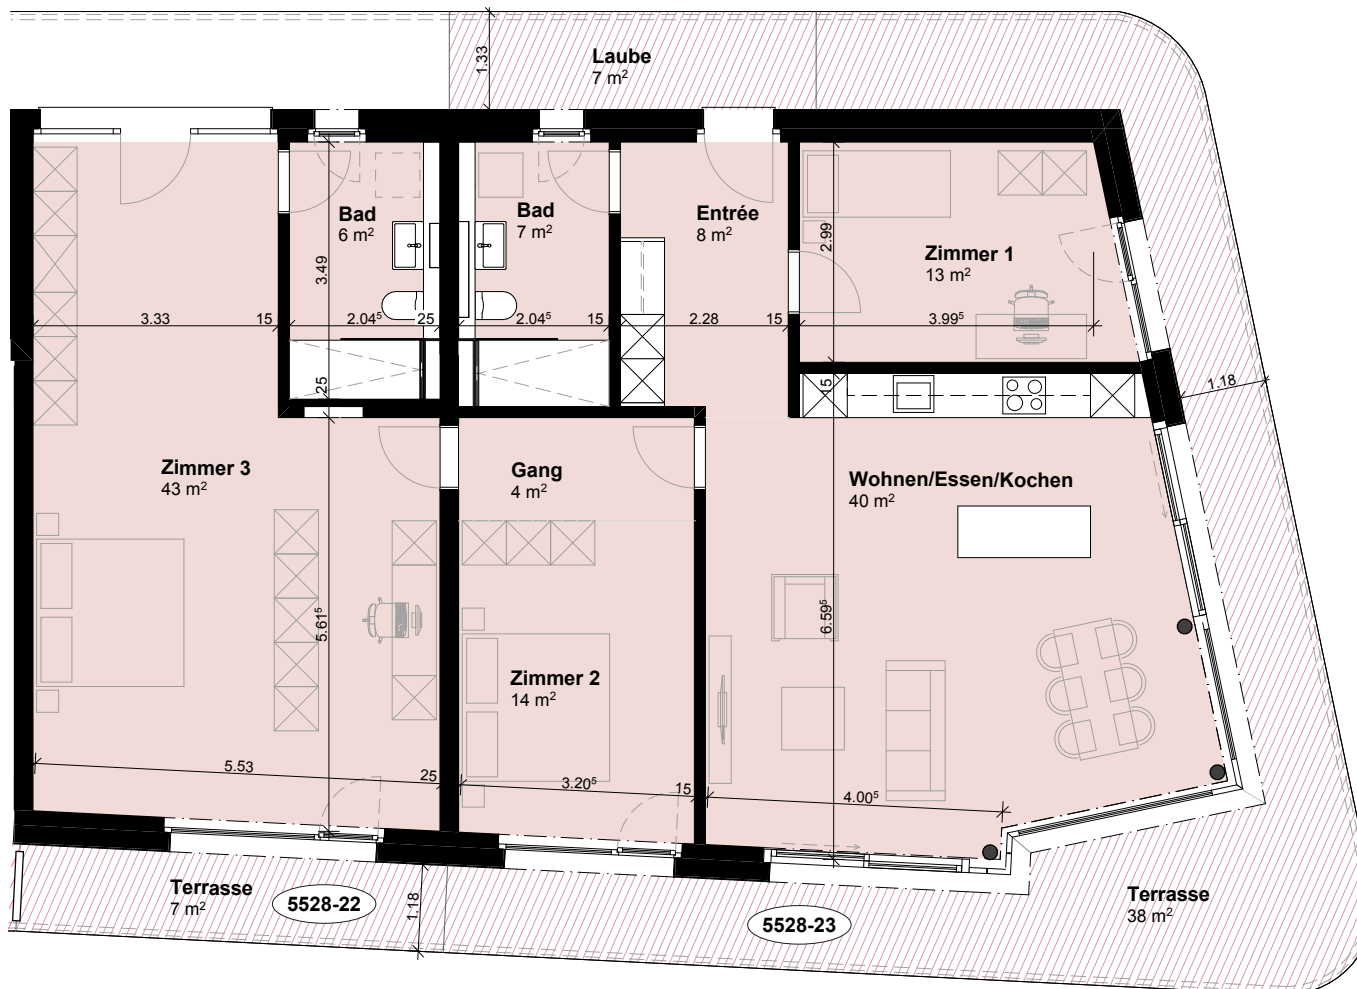 Laube
7 m²
1.33
Bad
6 m²
Bad
7 m²
Entrée
8 m²
Zimmer 1
13 m²
2.99
3.49
3.33
15
2.04⁵
25
2.04⁵
15
2.28
15
3.99⁵
25
15
1.18
Zimmer 3
43 m²
Gang
4 m²
Wohnen/Essen/Kochen
40 m²
5.61⁵
6.59⁵
Zimmer 2
14 m²
5.53
25
3.20⁵
15
4.00⁵
Terrasse
7 m²
5528-22
1.18
5528-23
Terrasse
38 m²